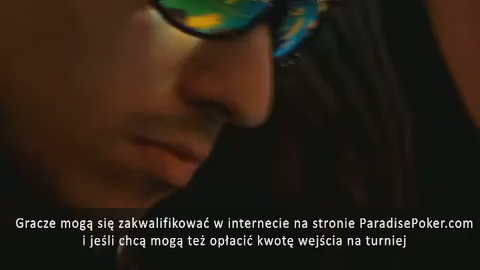 Gracze mogą się zakwalifikować w internecie na stronie ParadisePoker.com
i jeśli chcą mogą też opłacić kwotę wejścia na turniej